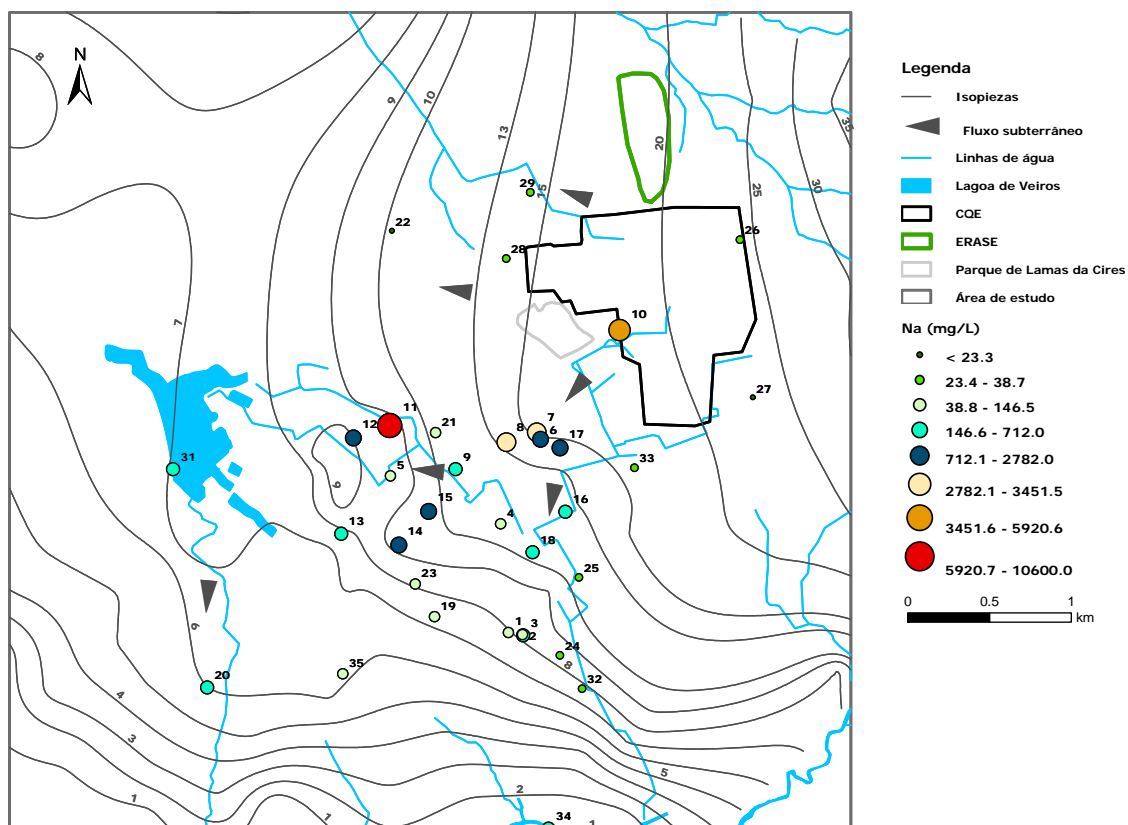 N
8
9
10
13
15
20
25
30
35
29
22
28
26
10
27
7
11
12
21
8
7
6
17
31
5
9
33
9
15
16
13
4
14
18
23
25
19
1
3
2
6
24
8
35
20
32
4
3
5
1
1
2
34
1
Legenda
Isopiezas
Fluxo subterrâneo
Linhas de água
Lagoa de Veiros
CQE
ERASE
Parque de Lamas da Cires
Área de estudo
Na (mg/L)
< 23.3
23.4 - 38.7
38.8 - 146.5
146.6 - 712.0
712.1 - 2782.0
2782.1 - 3451.5
3451.6 - 5920.6
5920.7 - 10600.0
0 0.5 1
km